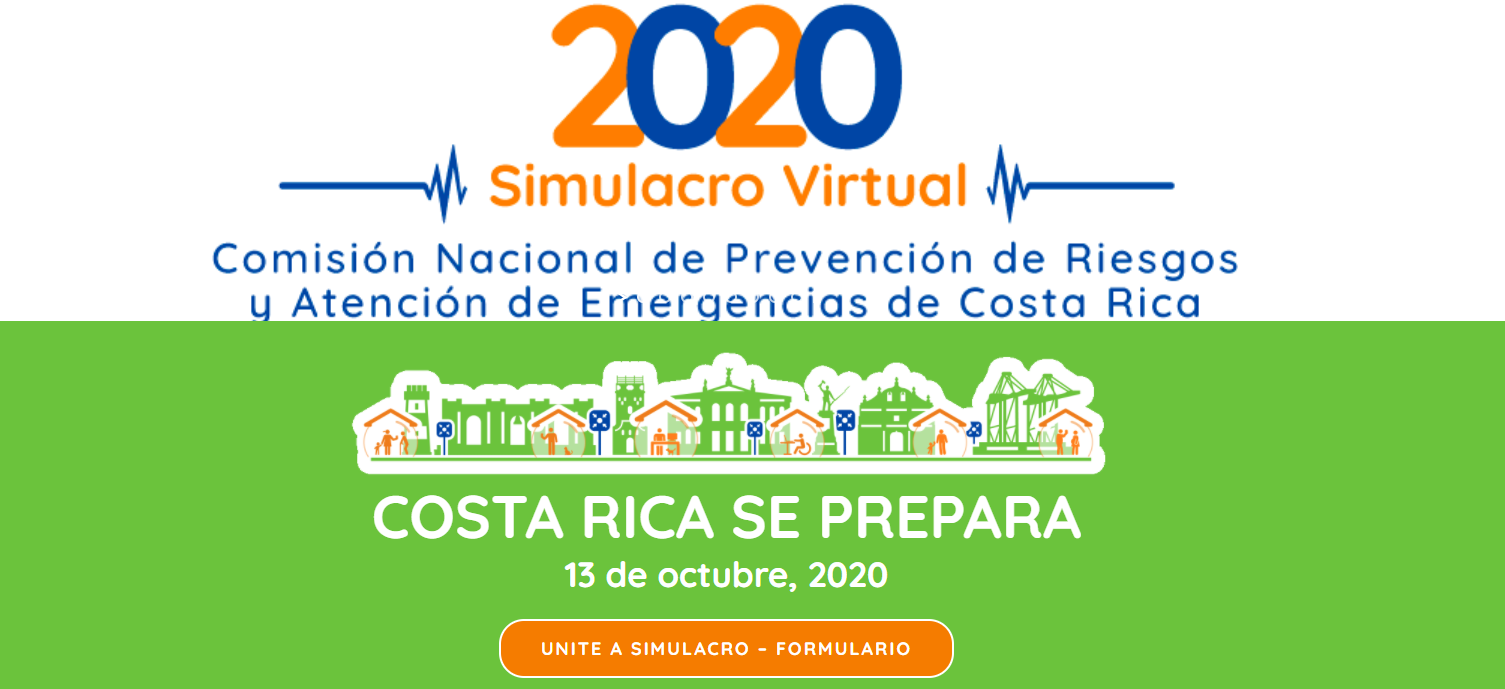 2020
Simulacro Virtual
Comisión Nacional de Prevención de Riesgos
y Atención de Emergencias de Costa Rica
COSTA RICA SE PREPARA
13 de octubre, 2020
UNITE A SIMULACRO – FORMULARIO